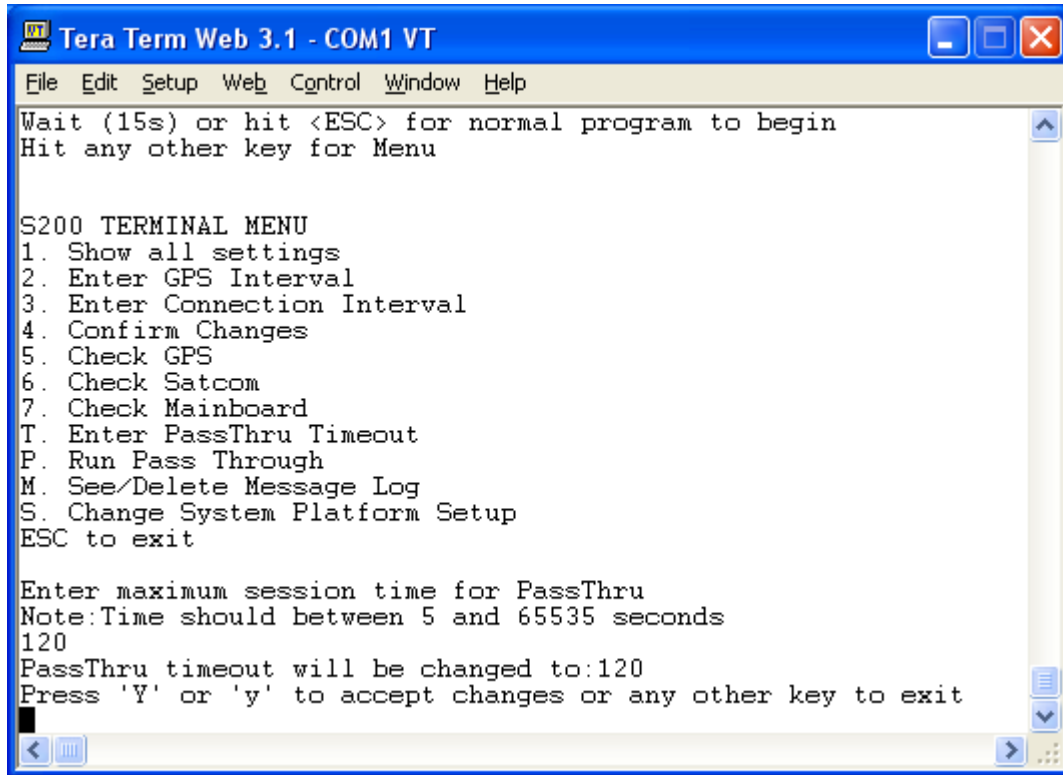 Tera Term Web 3.1 - COM1 VT
File Edit Setup Web Control Window Help
Wait (15s) or hit <ESC> for normal program to begin
Hit any other key for Menu
S200 TERMINAL MENU
1. Show all settings
2. Enter GPS Interval
3. Enter Connection Interval
4. Confirm Changes
5. Check GPS
6. Check Satcom
7. Check Mainboard
T. Enter PassThru Timeout
P. Run Pass Through
M. See/Delete Message Log
S. Change System Platform Setup
ESC to exit
Enter maximum session time for PassThru
Note:Time should between 5 and 65535 seconds
120
PassThru timeout will be changed to:120
Press 'Y' or 'y' to accept changes or any other key to exit